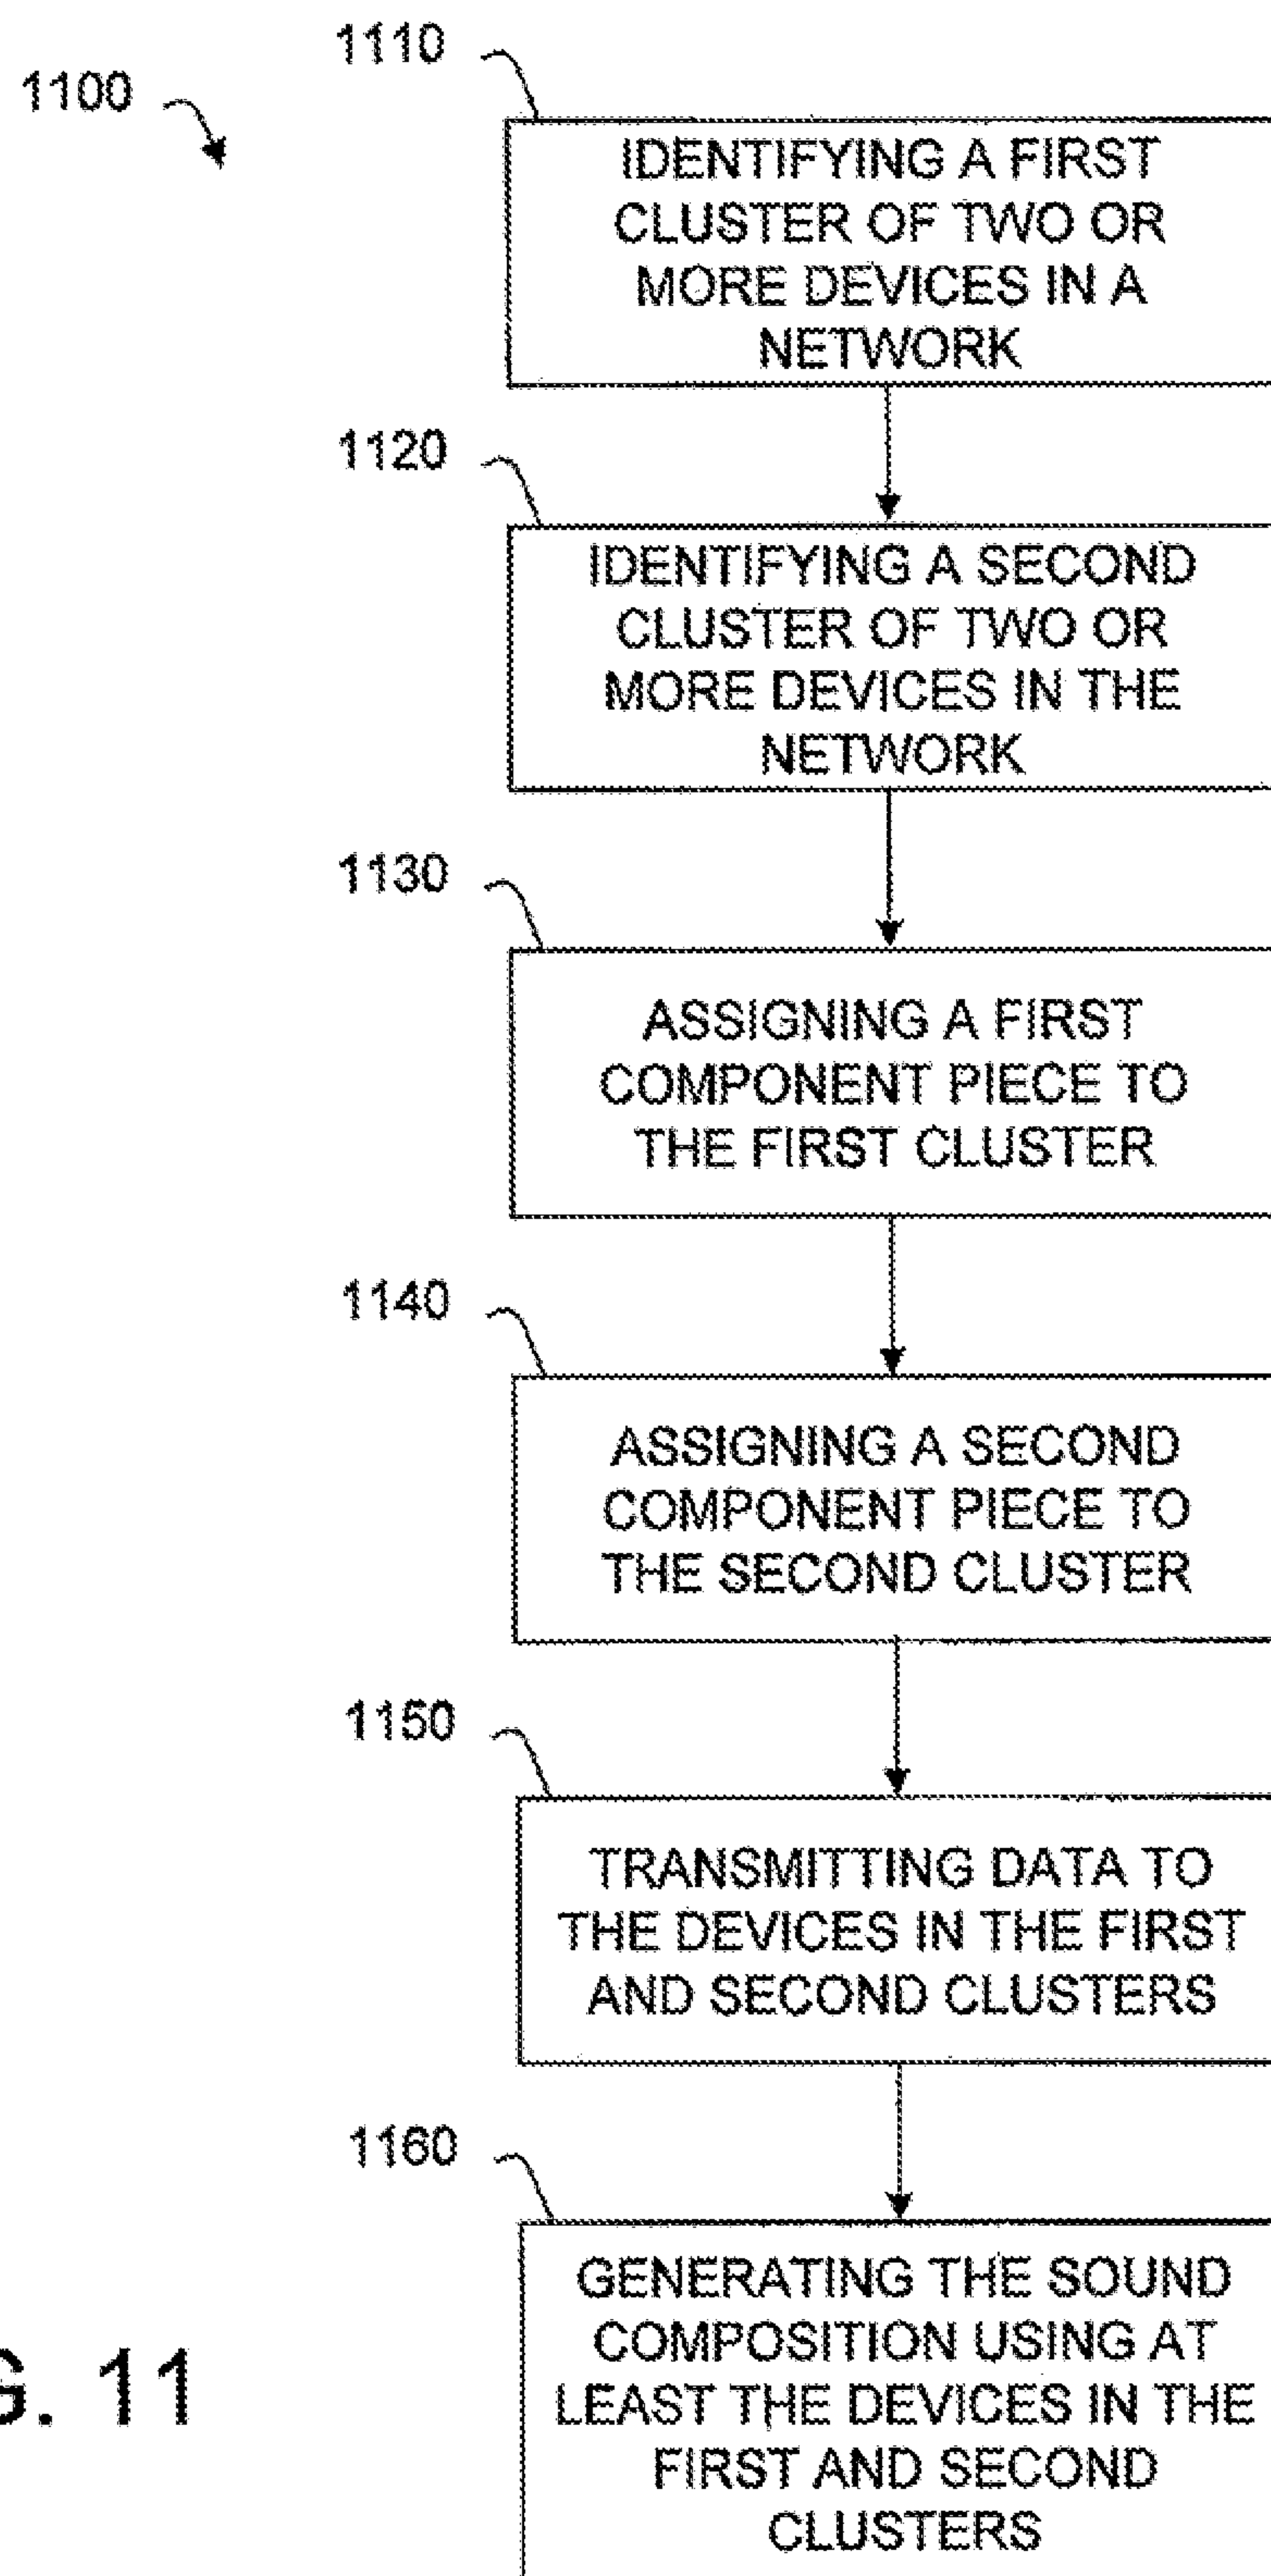 1100
1110
IDENTIFYING A FIRST
CLUSTER OF TWO OR
MORE DEVICES IN A
NETWORK
1120
IDENTIFYING A SECOND
CLUSTER OF TWO OR
MORE DEVICES IN THE
NETWORK
1130
ASSIGNING A FIRST
COMPONENT PIECE TO
THE FIRST CLUSTER
1140
ASSIGNING A SECOND
COMPONENT PIECE TO
THE SECOND CLUSTER
1150
TRANSMITTING DATA TO
THE DEVICES IN THE FIRST
AND SECOND CLUSTERS
1160
GENERATING THE SOUND
COMPOSITION USING AT
LEAST THE DEVICES IN THE
FIRST AND SECOND
CLUSTERS
G. 11